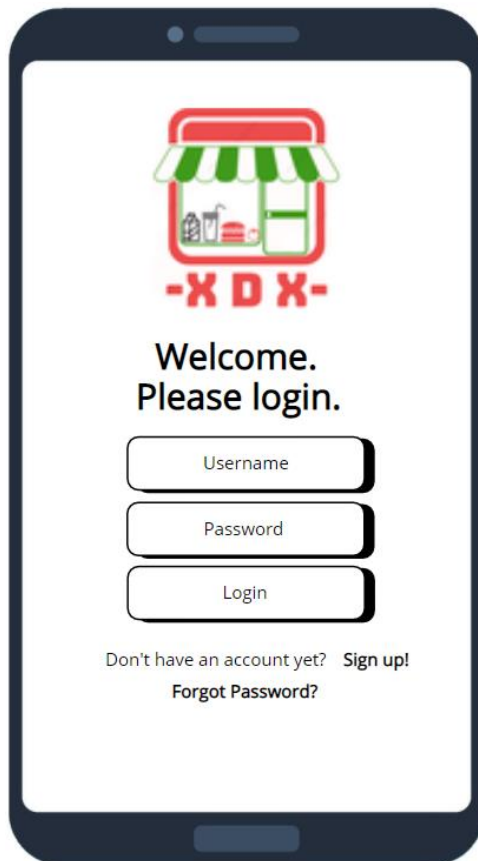 -XDX-
Welcome.
Please login.
Username
Password
Login
Don't have an account yet? Sign up!
Forgot Password?